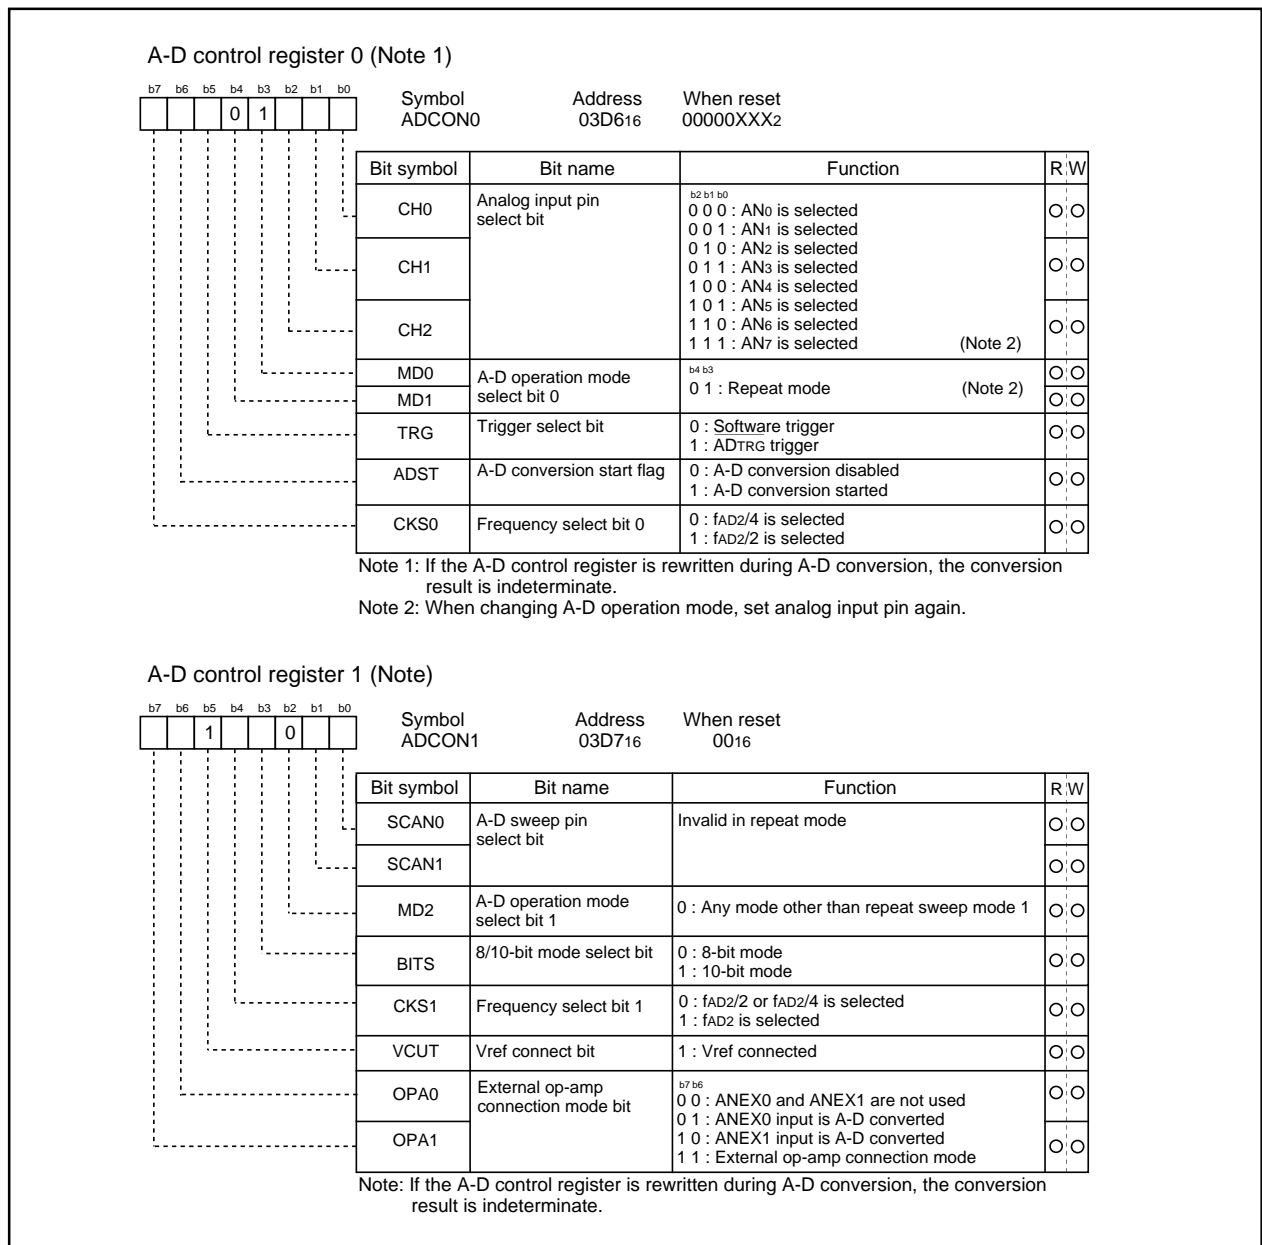 A-D control register 0 (Note 1)
b7 b6 b5 b4 b3 b2 b1 b0
0 1
Symbol Address When reset
ADCON0 03D616 00000XXX2
Bit symbol Bit name Function R W
CH0 Analog input pin select bit
b2 b1 b0
0 0 0 : AN0 is selected
0 0 1 : AN1 is selected
0 1 0 : AN2 is selected
CH1
0 1 1 : AN3 is selected
1 0 0 : AN4 is selected
1 0 1 : AN5 is selected
CH2
1 1 0 : AN6 is selected
1 1 1 : AN7 is selected (Note 2)
MD0 A-D operation mode select bit 0
b4 b3
0 1 : Repeat mode (Note 2)
MD1
TRG Trigger select bit 0 : Software trigger
1 : ADTRG trigger
ADST A-D conversion start flag 0 : A-D conversion disabled
1 : A-D conversion started
CKS0 Frequency select bit 0 0 : fAD2/4 is selected
1 : fAD2/2 is selected
Note 1: If the A-D control register is rewritten during A-D conversion, the conversion
result is indeterminate.
Note 2: When changing A-D operation mode, set analog input pin again.
A-D control register 1 (Note)
b7 b6 b5 b4 b3 b2 b1 b0
1 0
Symbol Address When reset
ADCON1 03D716 0016
Bit symbol Bit name Function R W
SCAN0 A-D sweep pin select bit Invalid in repeat mode
SCAN1
MD2 A-D operation mode select bit 1 0 : Any mode other than repeat sweep mode 1
BITS 8/10-bit mode select bit 0 : 8-bit mode
1 : 10-bit mode
CKS1 Frequency select bit 1 0 : fAD2/2 or fAD2/4 is selected
1 : fAD2 is selected
VCUT Vref connect bit 1 : Vref connected
OPA0 External op-amp connection mode bit
b7 b6
0 0 : ANEX0 and ANEX1 are not used
0 1 : ANEX0 input is A-D converted
OPA1
1 0 : ANEX1 input is A-D converted
1 1 : External op-amp connection mode
Note: If the A-D control register is rewritten during A-D conversion, the conversion
result is indeterminate.